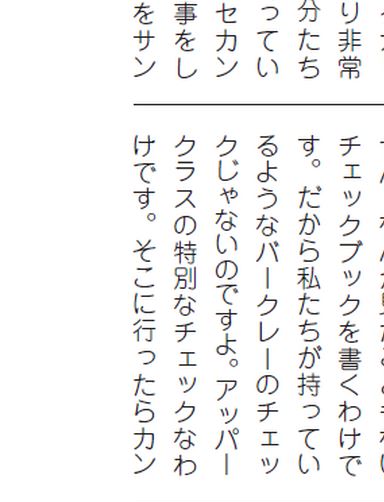 り非常
分たち
ってい
セカン
事をし
をサン
チェックブックを書くわけで
す。だから私たちが持ってい
るようなバークレーのチェッ
クじゃないのですよ。アッパー
クラスの特別なチェックなわ
けです。そこに行ったらカン